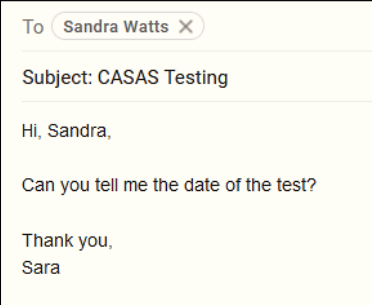 To Sandra Watts
Subject: CASAS Testing
Hi, Sandra,
Can you tell me the date of the test?
Thank you,
Sara